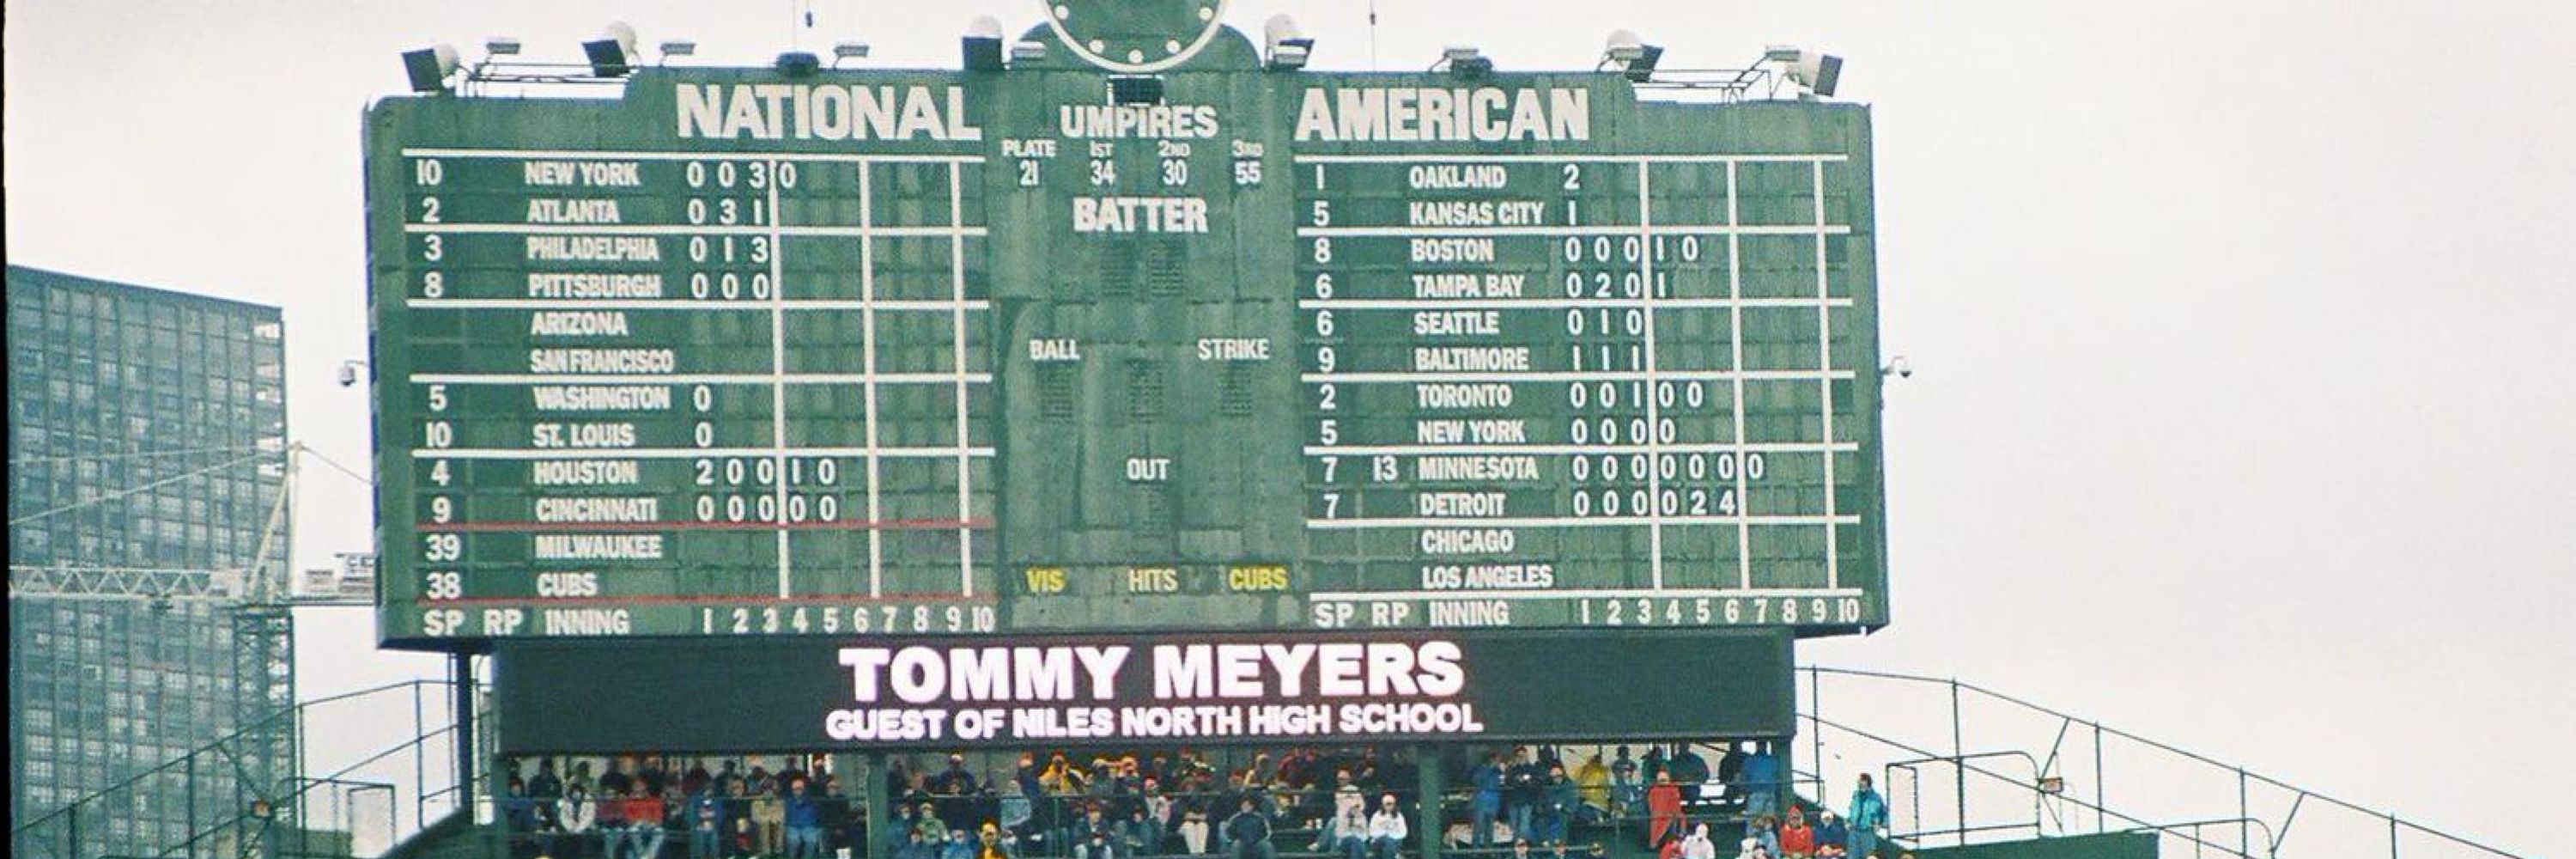 NATIONAL
10 NEW YORK 0 0 3 0
2 ATLANTA 0 3 1
3 PHILADELPHIA 0 1 3
8 PITTSBURGH 0 0 0
ARIZONA
SAN FRANCISCO
5 WASHINGTON 0
10 ST. LOUIS 0
4 HOUSTON 2 0 0 1 0
9 CINCINNATI 0 0 0 0 0
39 MILWAUKEE
38 CUBS
SP RP INNING 1 2 3 4 5 6 7 8 9 10
UMPIRES
PLATE 1ST 2ND 3RD
21 34 30 55
BATTER
BALL STRIKE
OUT
VIS HITS CUBS
AMERICAN
1 OAKLAND 2
5 KANSAS CITY 1
8 BOSTON 0 0 0 1 0
6 TAMPA BAY 0 2 0 1
6 SEATTLE 0 1 0
9 BALTIMORE 1 1 1
2 TORONTO 0 0 1 0 0
5 NEW YORK 0 0 0 0
7 13 MINNESOTA 0 0 0 0 0 0 0
7 DETROIT 0 0 0 0 2 4
CHICAGO
LOS ANGELES
SP RP INNING 1 2 3 4 5 6 7 8 9 10
TOMMY MEYERS
GUEST OF NILES NORTH HIGH SCHOOL